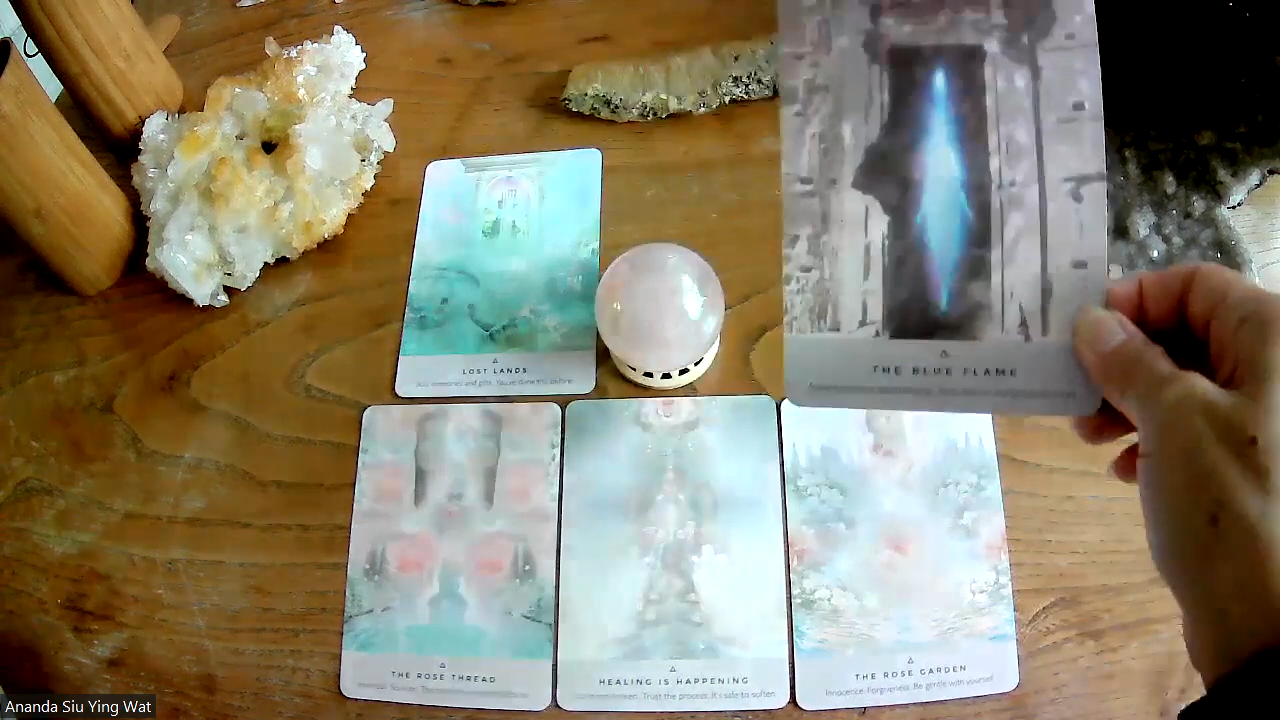 THE BLUE FLAME
LOST LANDS
and gifts. You've done this before.
THE ROSE THREAD
HEALING IS HAPPENING
Trust the process. It's safe to soften.
THE ROSE GARDEN
Innocence. Forgiveness. Be gentle with yourself.
Ananda Siu Ying Wat